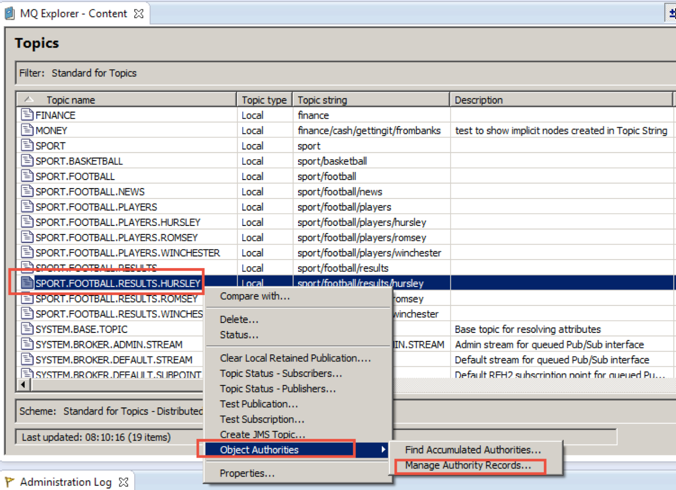 MQ Explorer - Content
Topics
Filter: Standard for Topics
Topic name Topic type Topic string Description
FINANCE Local finance
MONEY Local finance/cash/gettingit/frombanks test to show implicit nodes created in Topic String
SPORT Local sport
SPORT.BASKETBALL Local sport/basketball
SPORT.FOOTBALL Local sport/football
SPORT.FOOTBALL.NEWS Local sport/football/news
SPORT.FOOTBALL.PLAYERS Local sport/football/players
SPORT.FOOTBALL.PLAYERS.HURSLEY Local sport/football/players/hursley
SPORT.FOOTBALL.PLAYERS.ROMSEY Local sport/football/players/romsey
SPORT.FOOTBALL.PLAYERS.WINCHESTER Local sport/football/players/winchester
SPORT.FOOTBALL.RESULTS Local sport/football/results
SPORT.FOOTBALL.RESULTS.HURSLEY Local sport/football/results/hursley
SPORT.FOOTBALL.RESULTS.ROMSEY romsey
SPORT.FOOTBALL.RESULTS.WINCHES winchester
SYSTEM.BASE.TOPIC Base topic for resolving attributes
SYSTEM.BROKER.ADMIN.STREAM MIN.STREAM Admin stream for queued Pub/Sub interface
SYSTEM.BROKER.DEFAULT.STREAM Default stream for queued Pub/Sub interface
SYSTEM.BROKER.DEFAULT.SUBPOINT Default RFH2 subscription point for queued Pu...
Compare with...
Delete...
Status...
Clear Local Retained Publication....
Topic Status - Subscribers...
Topic Status - Publishers...
Test Publication...
Test Subscription...
Create JMS Topic...
Object Authorities
Properties...
Find Accumulated Authorities...
Manage Authority Records...
Scheme: Standard for Topics - Distributed
Last updated: 08:10:16 (19 items)
Administration Log